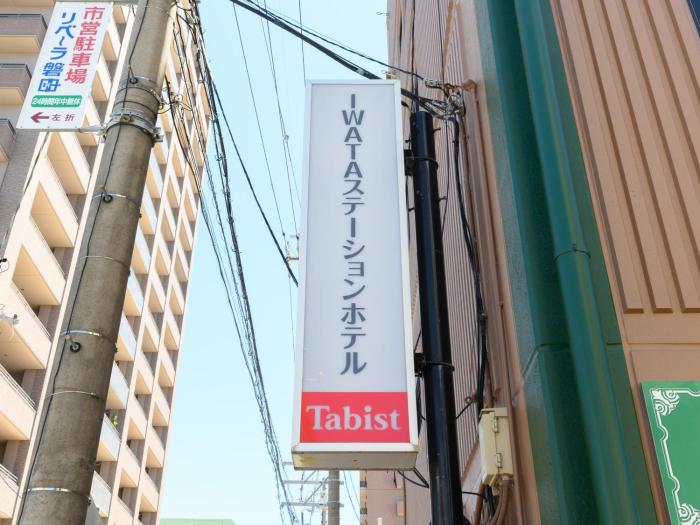 市営駐車場
リベーラ磐田
24時間年中無休
←左折
IWATAステーションホテル
Tabist